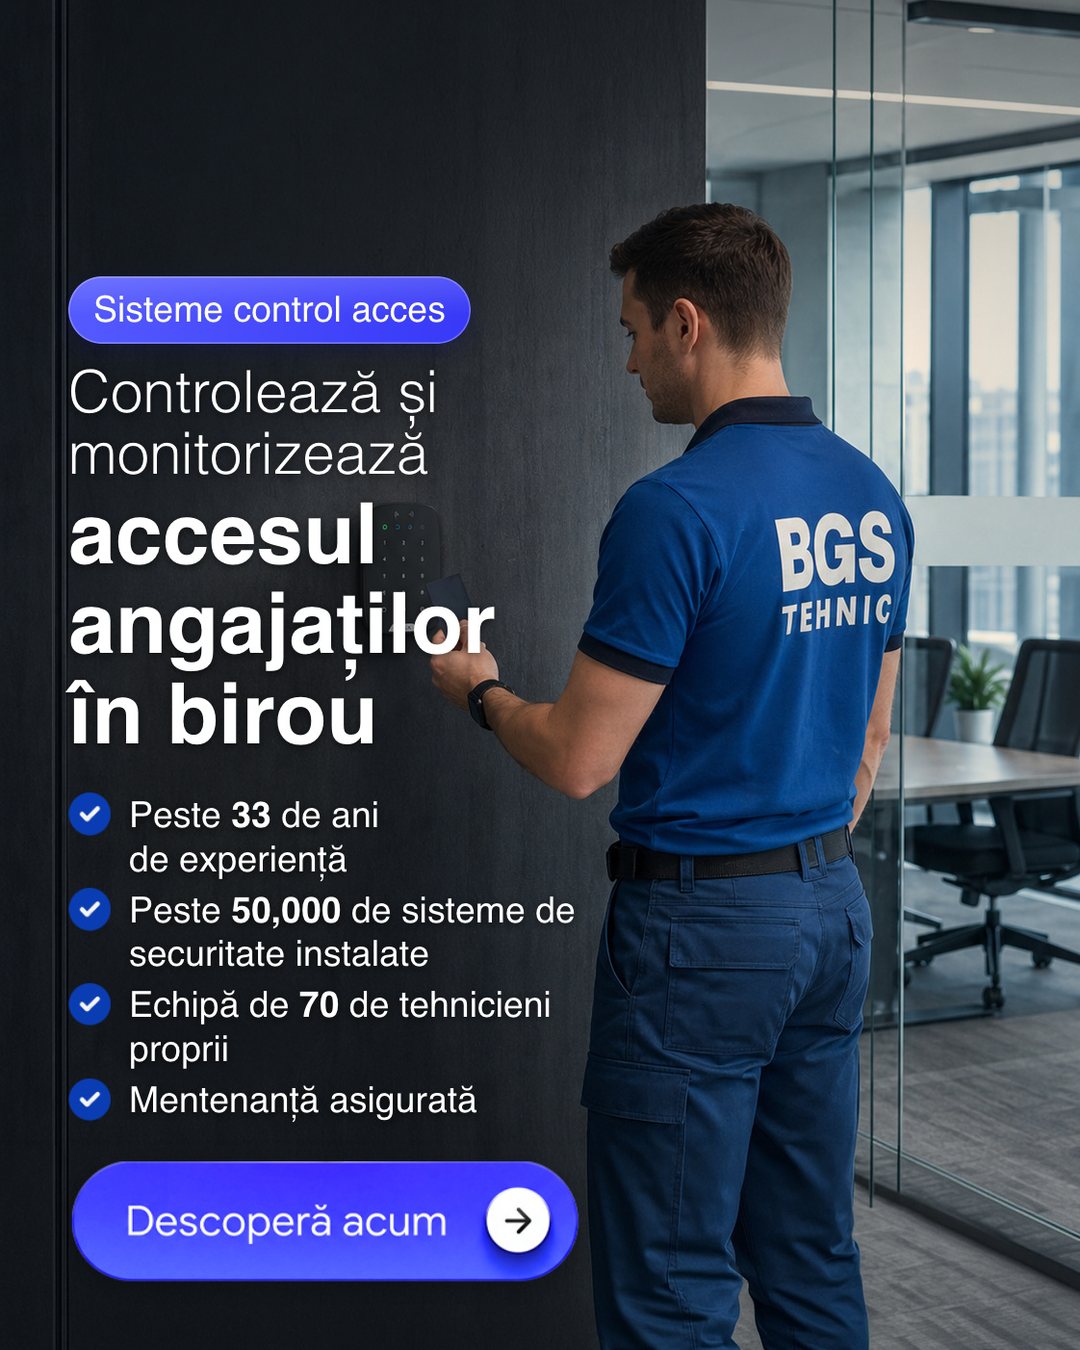 Sisteme control acces
Controlează și
monitorizează
accesul
angajaților
în birou
Peste 33 de ani
de experiență
Peste 50,000 de sisteme de
securitate instalate
Echipă de 70 de tehnicieni
proprii
Mentenanță asigurată
Descoperă acum
BGS
TEHNIC